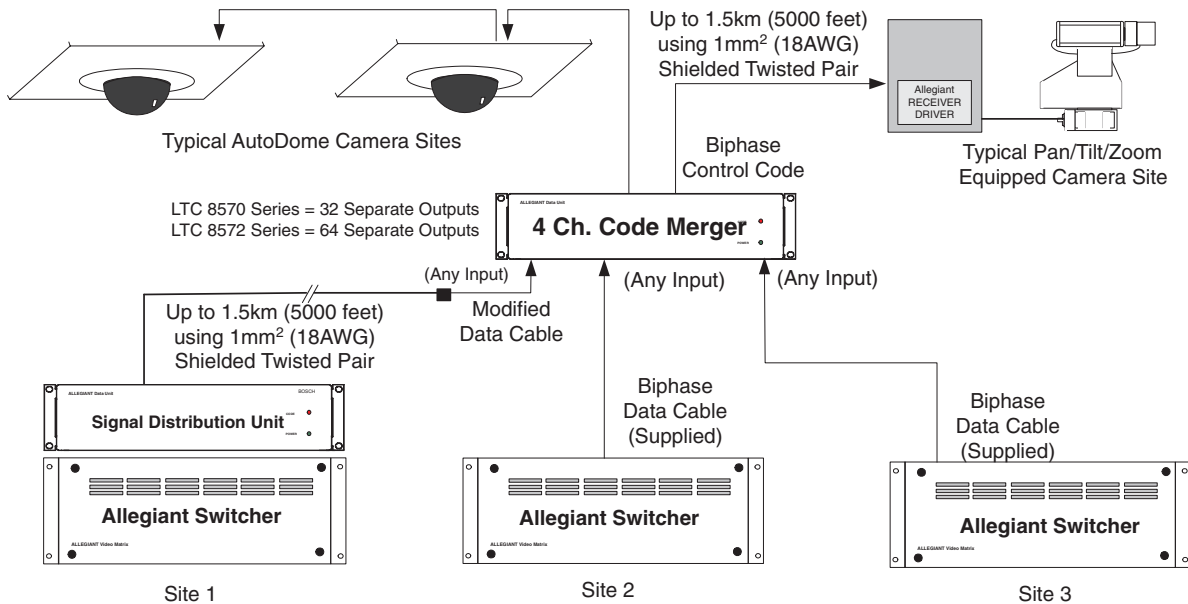 Up to 1.5km (5000 feet)
using 1mm² (18AWG)
Shielded Twisted Pair
Allegiant
RECEIVER
DRIVER
Typical AutoDome Camera Sites
Biphase
Control Code
Typical Pan/Tilt/Zoom
Equipped Camera Site
LTC 8570 Series = 32 Separate Outputs
LTC 8572 Series = 64 Separate Outputs
ALLEGIANT Data Unit
4 Ch. Code Merger
POWER
(Any Input)
(Any Input)
(Any Input)
Up to 1.5km (5000 feet)
using 1mm² (18AWG)
Shielded Twisted Pair
Modified
Data Cable
ALLEGIANT Data Unit
BOSCH
Signal Distribution Unit
POWER
Biphase
Data Cable
(Supplied)
Biphase
Data Cable
(Supplied)
Allegiant Switcher
ALLEGIANT Video Matrix
Allegiant Switcher
ALLEGIANT Video Matrix
Allegiant Switcher
ALLEGIANT Video Matrix
Site 1
Site 2
Site 3